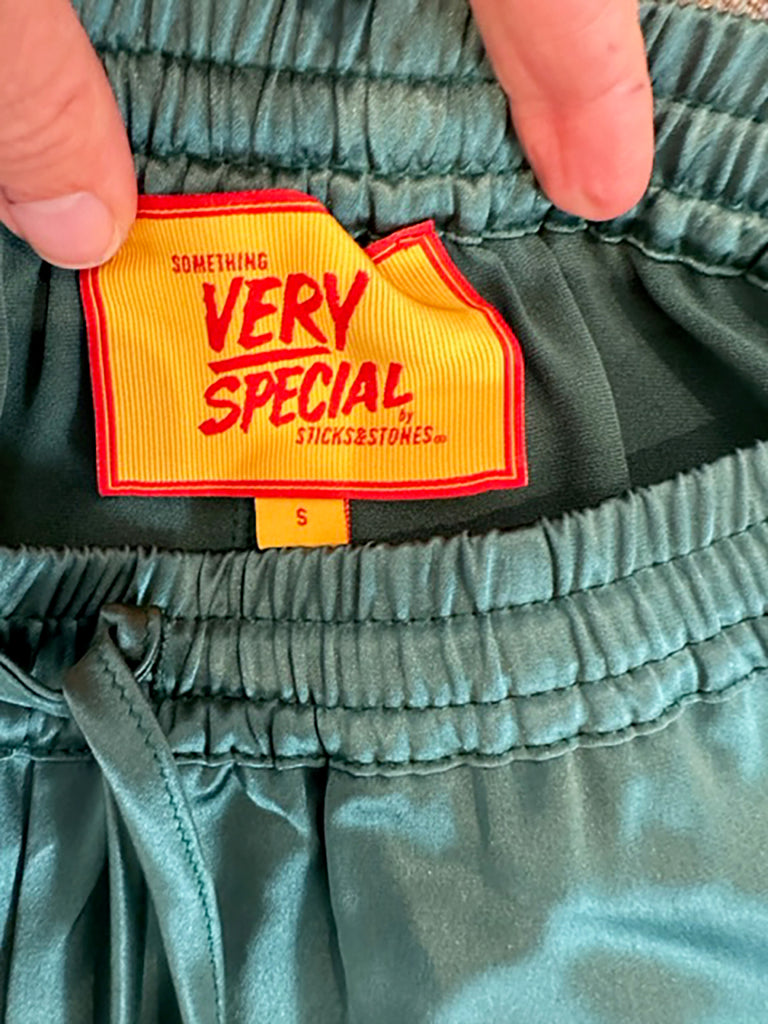 SOMETHING
VERY
SPECIAL
by
STICKS&STONES
S